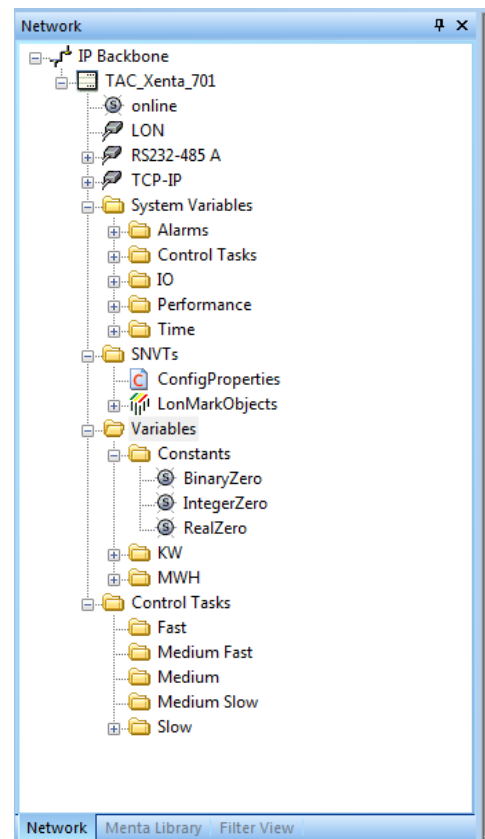 Network
IP Backbone
TAC_Xenta_701
online
LON
RS232-485 A
TCP-IP
System Variables
Alarms
Control Tasks
IO
Performance
Time
SNVTs
ConfigProperties
LonMarkObjects
Variables
Constants
BinaryZero
IntegerZero
RealZero
KW
MWH
Control Tasks
Fast
Medium Fast
Medium
Medium Slow
Slow
Network Menta Library Filter View